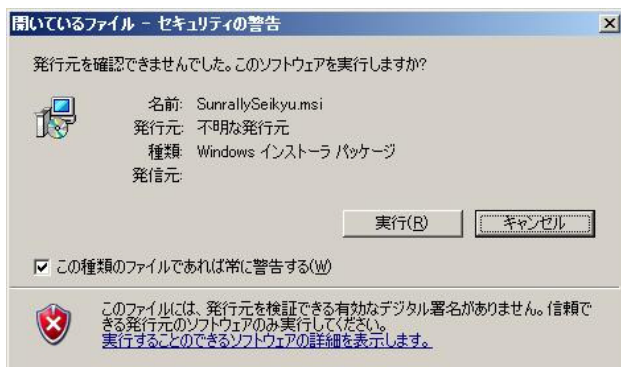 開いているファイル - セキュリティの警告
発行元を確認できませんでした。このソフトウェアを実行しますか?
名前: SunrallySeikyu.msi
発行元: 不明な発行元
種類: Windows インストーラ パッケージ
発信元:
実行(R) キャンセル
この種類のファイルであれば常に警告する(W)
このファイルには、発行元を検証できる有効なデジタル署名がありません。信頼で
きる発行元のソフトウェアのみ実行してください。
実行することのできるソフトウェアの詳細を表示します。